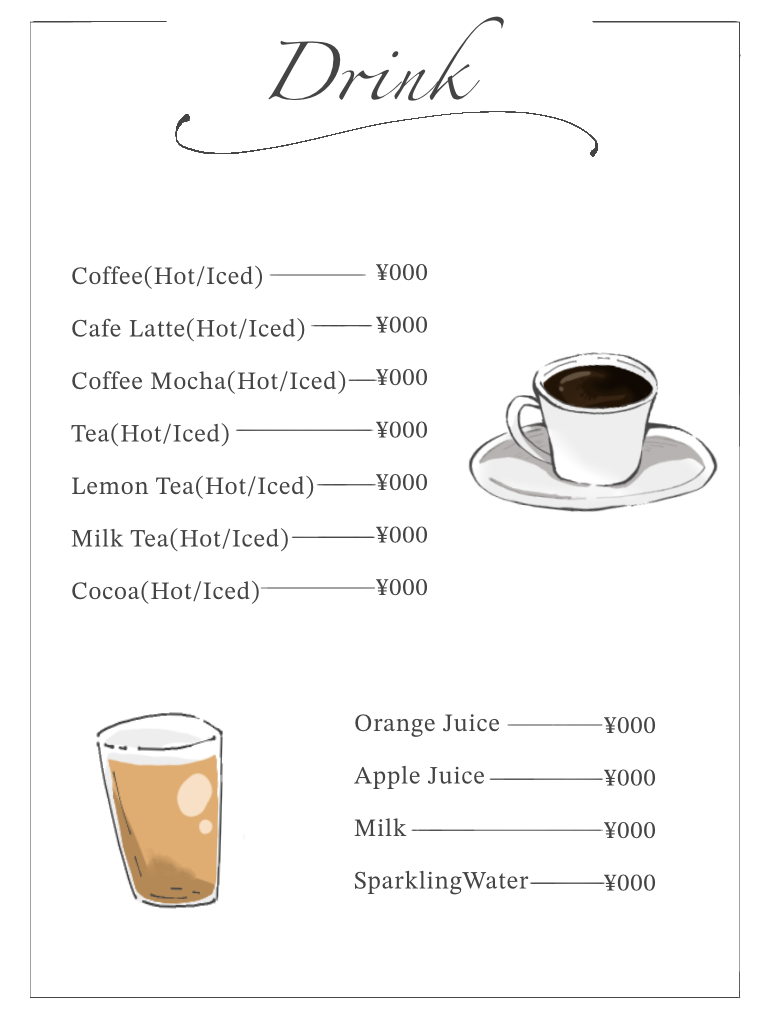 Drink
Coffee(Hot/Iced) ¥000
Cafe Latte(Hot/Iced) ¥000
Coffee Mocha(Hot/Iced) ¥000
Tea(Hot/Iced) ¥000
Lemon Tea(Hot/Iced) ¥000
Milk Tea(Hot/Iced) ¥000
Cocoa(Hot/Iced) ¥000
Orange Juice ¥000
Apple Juice ¥000
Milk ¥000
SparklingWater ¥000